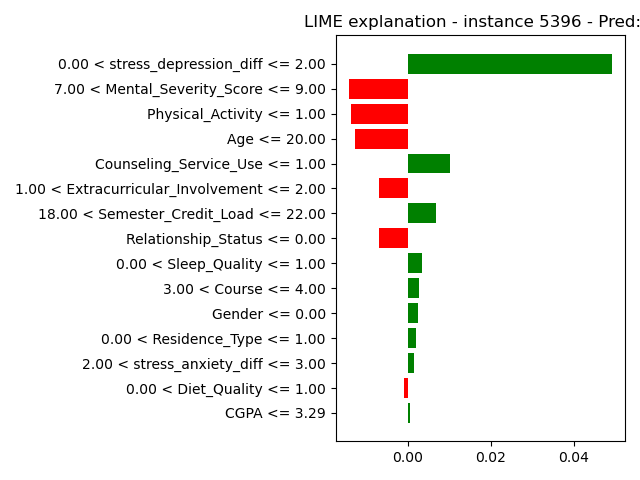 LIME explanation - instance 5396 - Pred:
0.00 < stress_depression_diff <= 2.00
7.00 < Mental_Severity_Score <= 9.00
Physical_Activity <= 1.00
Age <= 20.00
Counseling_Service_Use <= 1.00
1.00 < Extracurricular_Involvement <= 2.00
18.00 < Semester_Credit_Load <= 22.00
Relationship_Status <= 0.00
0.00 < Sleep_Quality <= 1.00
3.00 < Course <= 4.00
Gender <= 0.00
0.00 < Residence_Type <= 1.00
2.00 < stress_anxiety_diff <= 3.00
0.00 < Diet_Quality <= 1.00
CGPA <= 3.29
0.00 0.02 0.04